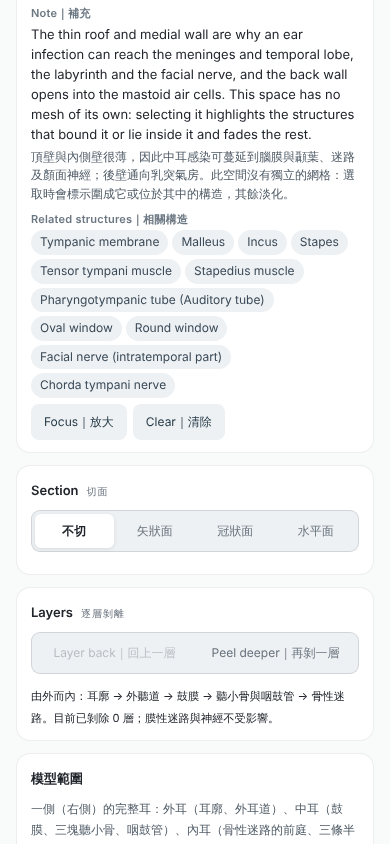 Note｜補充
The thin roof and medial wall are why an ear
infection can reach the meninges and temporal lobe,
the labyrinth and the facial nerve, and the back wall
opens into the mastoid air cells. This space has no
mesh of its own: selecting it highlights the structures
that bound it or lie inside it and fades the rest.
頂壁與內側壁很薄，因此中耳感染可蔓延到腦膜與顳葉、迷路
及顏面神經；後壁通向乳突氣房。此空間沒有獨立的網格：選
取時會標示圍成它或位於其中的構造，其餘淡化。
Related structures｜相關構造
Tympanic membrane Malleus Incus Stapes
Tensor tympani muscle Stapedius muscle
Pharyngotympanic tube (Auditory tube)
Oval window Round window
Facial nerve (intratemporal part)
Chorda tympani nerve
Focus｜放大 Clear｜清除
Section 切面
不切 矢狀面 冠狀面 水平面
Layers 逐層剝離
Layer back｜回上一層 Peel deeper｜再剝一層
由外而內：耳廓 → 外聽道 → 鼓膜 → 聽小骨與咽鼓管 → 骨性迷
路。目前已剝除 0 層；膜性迷路與神經不受影響。
模型範圍
一側（右側）的完整耳：外耳（耳廓、外耳道）、中耳（鼓
膜、三塊聽小骨、咽鼓管）、內耳（骨性迷路的前庭、三條半